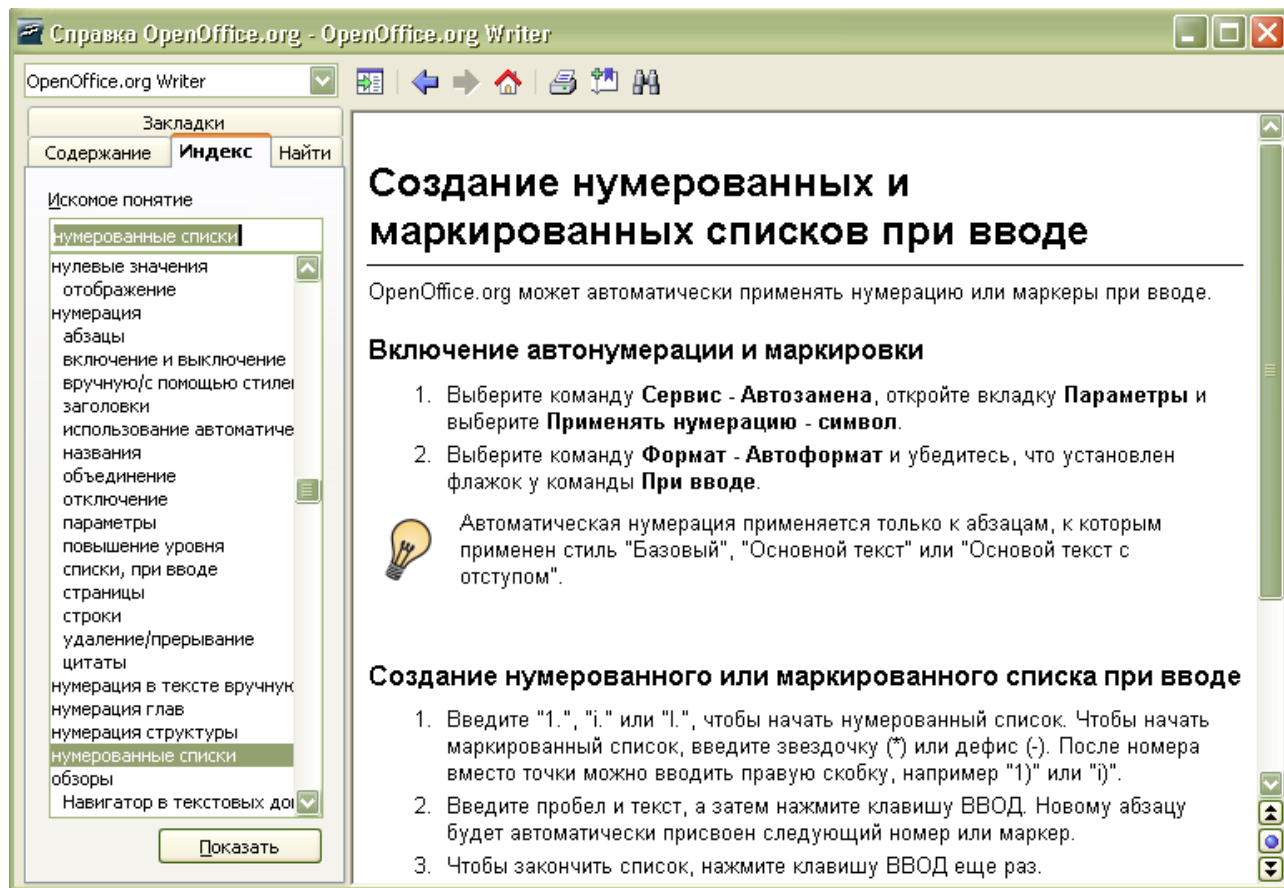 Справка OpenOffice.org - OpenOffice.org Writer
OpenOffice.org Writer
Закладки
Содержание Индекс Найти
Искомое понятие
нумерованные списки
нулевые значения
отображение
нумерация
абзацы
включение и выключение
вручную/с помощью стилей
заголовки
использование автоматиче
названия
объединение
отключение
параметры
повышение уровня
списки, при вводе
страницы
строки
удаление/прерывание
цитаты
нумерация в тексте вручную
нумерация глав
нумерация структуры
нумерованные списки
обзоры
Навигатор в текстовых до
Показать
Создание нумерованных и
маркированных списков при вводе
OpenOffice.org может автоматически применять нумерацию или маркеры при вводе.
Включение автонумерации и маркировки
1. Выберите команду Сервис - Автозамена, откройте вкладку Параметры и
выберите Применять нумерацию - символ.
2. Выберите команду Формат - Автоформат и убедитесь, что установлен
флажок у команды При вводе.
Автоматическая нумерация применяется только к абзацам, к которым
применен стиль "Базовый", "Основной текст" или "Основой текст с
отступом".
Создание нумерованного или маркированного списка при вводе
1. Введите "1.", "i." или "I.", чтобы начать нумерованный список. Чтобы начать
маркированный список, введите звездочку (*) или дефис (-). После номера
вместо точки можно вводить правую скобку, например "1)" или "i)".
2. Введите пробел и текст, а затем нажмите клавишу ВВОД. Новому абзацу
будет автоматически присвоен следующий номер или маркер.
3. Чтобы закончить список, нажмите клавишу ВВОД еще раз.